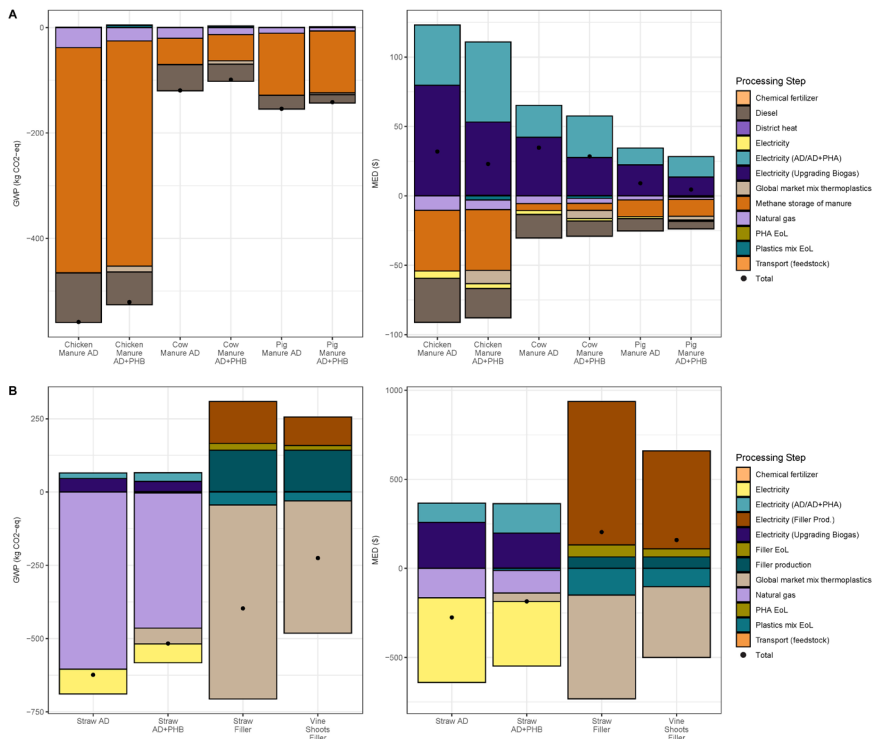 A
GWP (kg CO2−eq)
0
−200
−400
Chicken
Manure AD
Chicken
Manure
AD+PHB
Cow
Manure AD
Cow
Manure
AD+PHB
Pig
Manure AD
Pig
Manure
AD+PHB
MED ($)
100
50
0
−50
−100
Chicken
Manure AD
Chicken
Manure
AD+PHB
Cow
Manure AD
Cow
Manure
AD+PHB
Pig
Manure AD
Pig
Manure
AD+PHB
Processing Step
Chemical fertilizer
Diesel
District heat
Electricity
Electricity (AD/AD+PHA)
Electricity (Upgrading Biogas)
Global market mix thermoplastics
Methane storage of manure
Natural gas
PHA EoL
Plastics mix EoL
Transport (feedstock)
Total
B
GWP (kg CO2−eq)
250
0
−250
−500
−750
Straw AD
Straw
AD+PHB
Straw
Filler
Vine
Shoots
Filler
MED ($)
1000
500
0
−500
Straw AD
Straw
AD+PHB
Straw
Filler
Vine
Shoots
Filler
Processing Step
Chemical fertilizer
Electricity
Electricity (AD/AD+PHA)
Electricity (Filler Prod.)
Electricity (Upgrading Biogas)
Filler EoL
Filler production
Global market mix thermoplastics
Natural gas
PHA EoL
Plastics mix EoL
Transport (feedstock)
Total